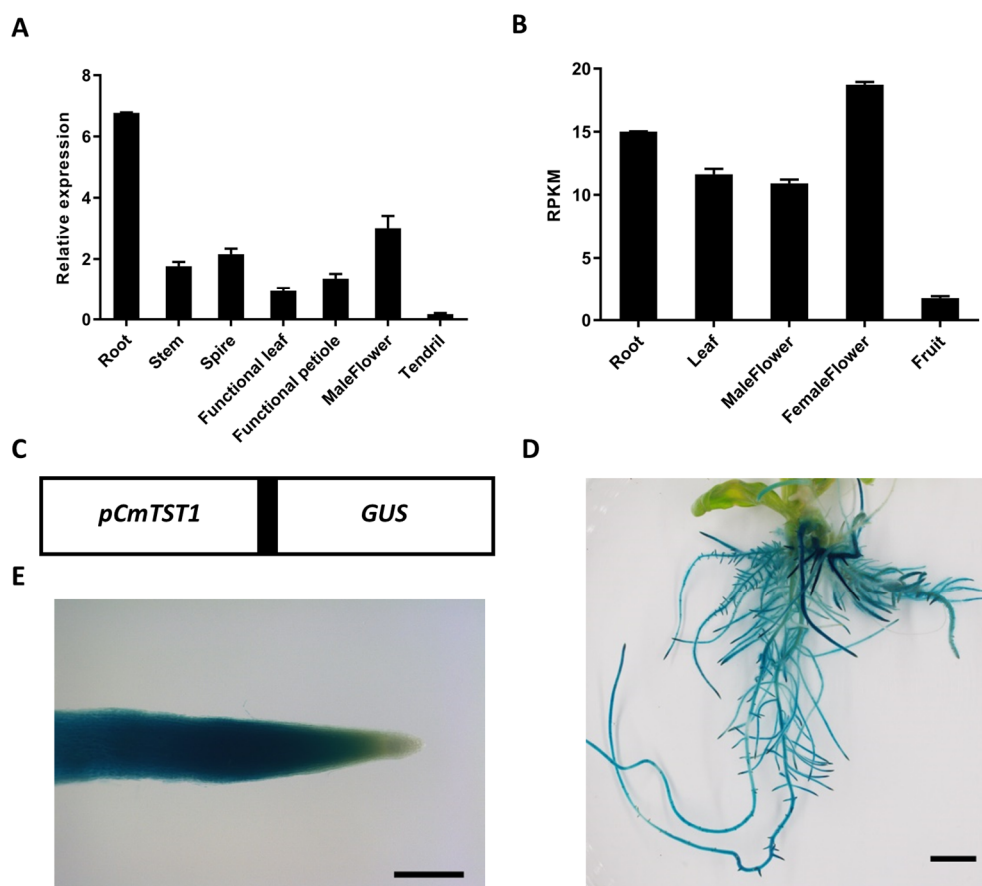 A
Relative expression
8
6
4
2
0
Root
Stem
Spire
Functional leaf
Functional petiole
MaleFlower
Tendril
B
RPKM
20
15
10
5
0
Root
Leaf
MaleFlower
FemaleFlower
Fruit
C
pCmTST1
GUS
D
E